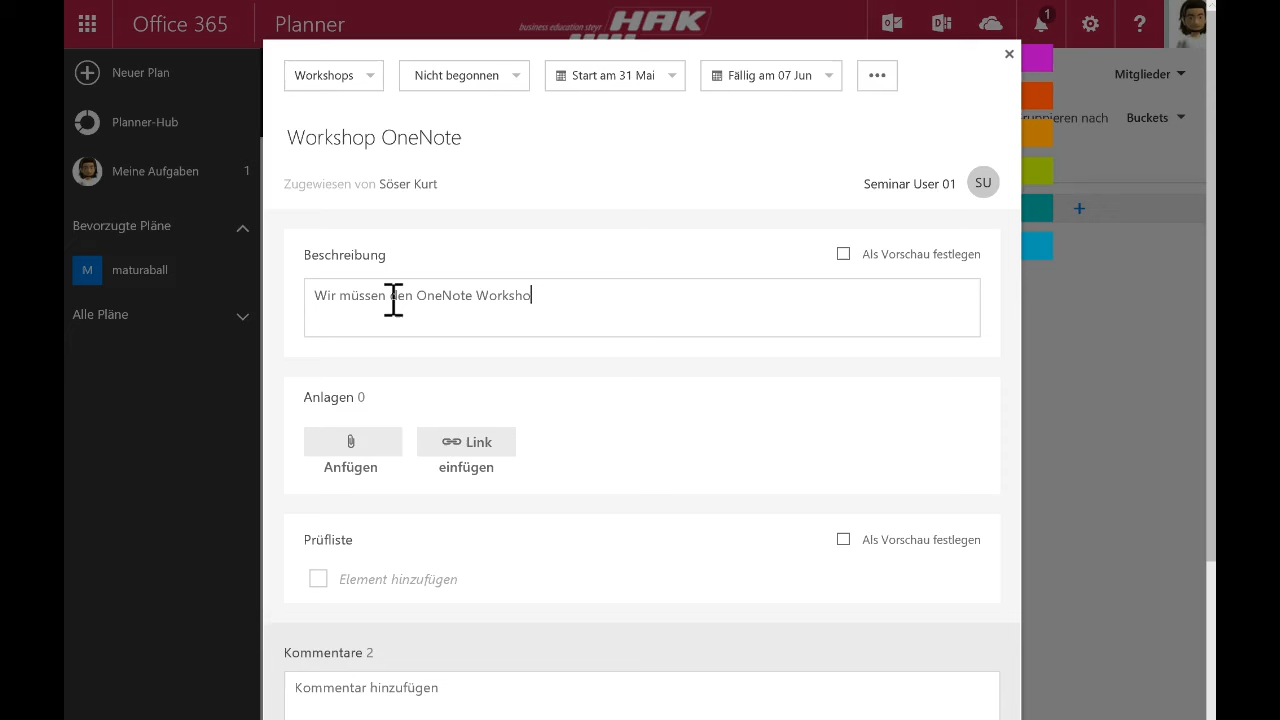 Office 365
Planner
business education steyr HAK
1
?
Neuer Plan
Planner-Hub
Meine Aufgaben 1
Bevorzugte Pläne
M maturaball
Alle Pläne
Workshops
Nicht begonnen
Start am 31 Mai
Fällig am 07 Jun
•••
Workshop OneNote
Zugewiesen von Söser Kurt
Seminar User 01 SU
Beschreibung
Als Vorschau festlegen
Wir müssen den OneNote Worksho
Anlagen 0
Anfügen
Link einfügen
Prüfliste
Als Vorschau festlegen
Element hinzufügen
Kommentare 2
Kommentar hinzufügen
Mitglieder
nach Buckets